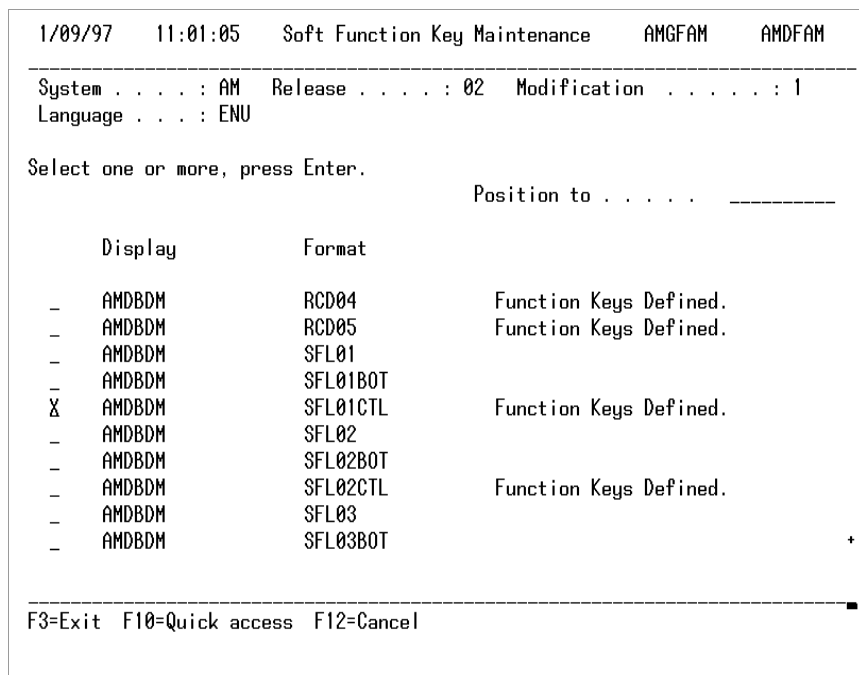 1/09/97 11:01:05 Soft Function Key Maintenance AMGFAM AMDFAM
System . . . . : AM Release . . . . : 02 Modification . . . . . : 1
Language . . . : ENU
Select one or more, press Enter.
Position to . . . . . __________
Display Format
_ AMDBDM RCD04 Function Keys Defined.
_ AMDBDM RCD05 Function Keys Defined.
_ AMDBDM SFL01
_ AMDBDM SFL01BOT
X AMDBDM SFL01CTL Function Keys Defined.
_ AMDBDM SFL02
_ AMDBDM SFL02BOT
_ AMDBDM SFL02CTL Function Keys Defined.
_ AMDBDM SFL03
_ AMDBDM SFL03BOT +
F3=Exit F10=Quick access F12=Cancel